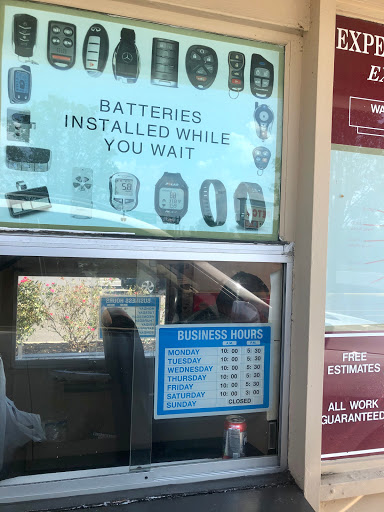 BATTERIES
INSTALLED WHILE
YOU WAIT
EXPE
EX
WA
BUSINESS HOURS
MONDAY 10: 00 5: 30
TUESDAY 10: 00 5: 30
WEDNESDAY 10: 00 5: 30
THURSDAY 10: 00 5: 30
FRIDAY 10: 00 5: 30
SATURDAY 10: 00 3: 00
SUNDAY CLOSED
FREE
ESTIMATES
ALL WORK
GUARANTEED